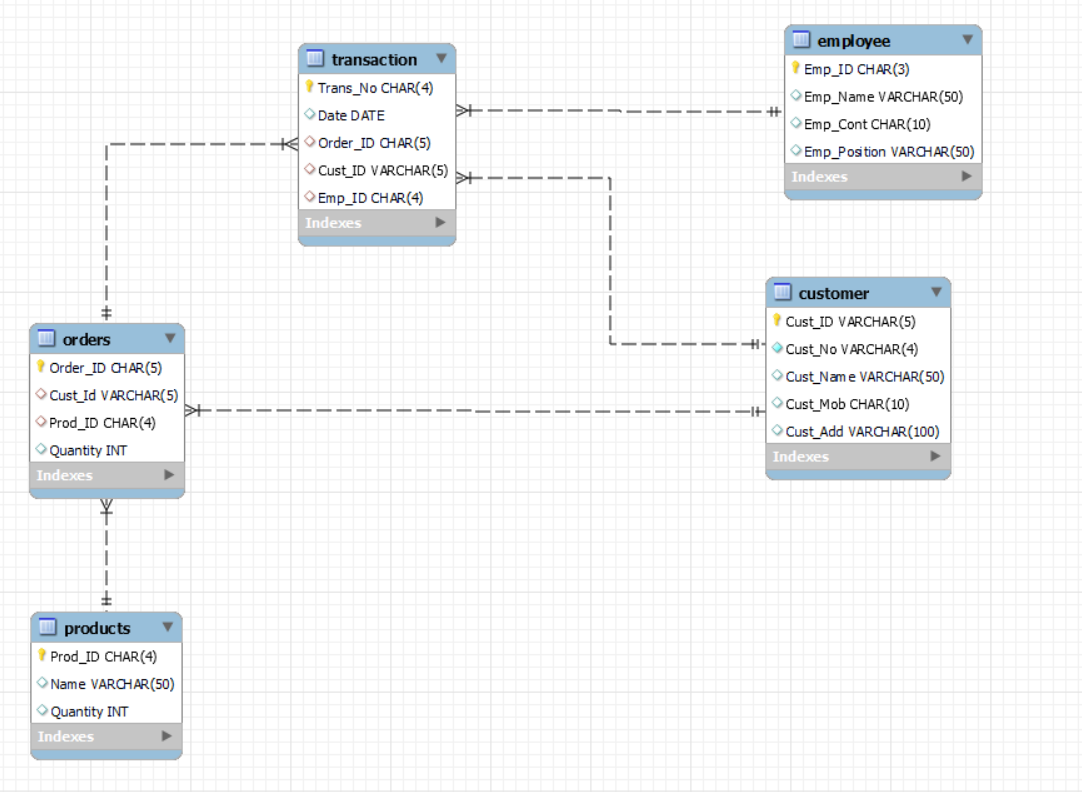 transaction
Trans_No CHAR(4)
Date DATE
Order_ID CHAR(5)
Cust_ID VARCHAR(5)
Emp_ID CHAR(4)
Indexes
employee
Emp_ID CHAR(3)
Emp_Name VARCHAR(50)
Emp_Cont CHAR(10)
Emp_Position VARCHAR(50)
Indexes
customer
Cust_ID VARCHAR(5)
Cust_No VARCHAR(4)
Cust_Name VARCHAR(50)
Cust_Mob CHAR(10)
Cust_Add VARCHAR(100)
Indexes
orders
Order_ID CHAR(5)
Cust_Id VARCHAR(5)
Prod_ID CHAR(4)
Quantity INT
Indexes
products
Prod_ID CHAR(4)
Name VARCHAR(50)
Quantity INT
Indexes